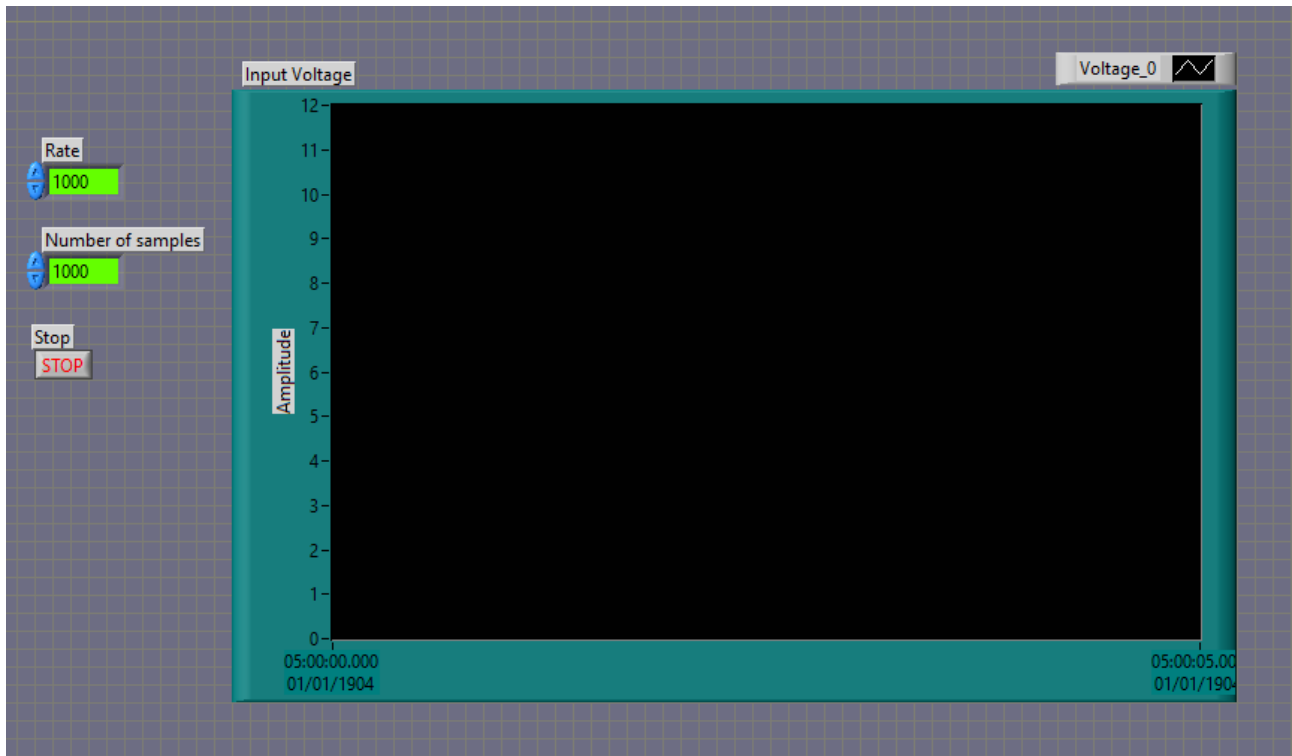 Input Voltage
Voltage_0
Rate
1000
Number of samples
1000
Stop
STOP
Amplitude
12
11
10
9
8
7
6
5
4
3
2
1
0
05:00:00.000
01/01/1904
05:00:05.00
01/01/190